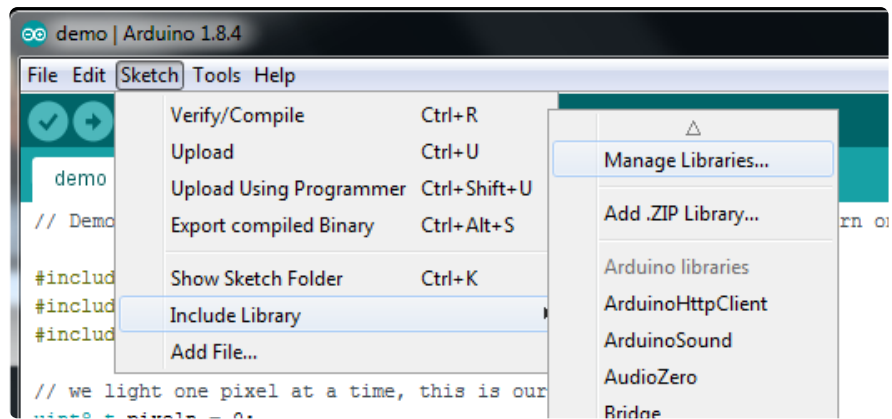 demo | Arduino 1.8.4
File Edit Sketch Tools Help
Verify/Compile Ctrl+R
Upload Ctrl+U
Upload Using Programmer Ctrl+Shift+U
Export compiled Binary Ctrl+Alt+S
Show Sketch Folder Ctrl+K
Include Library
Add File...
Manage Libraries...
Add .ZIP Library...
Arduino libraries
ArduinoHttpClient
ArduinoSound
AudioZero
Bridge
demo
// Demo
rn
#includ
#includ
#includ
// we light one pixel at a time, this is our
uint8_t pixeln = 0;